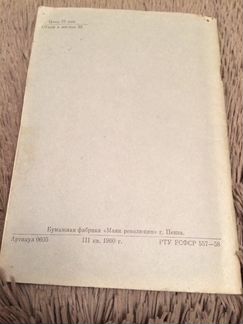 Бумажная фабрика «Маяк революции» г. Пенза.
Артикул 0605 III кв. 1960 г. РТУ РСФСР 557—58